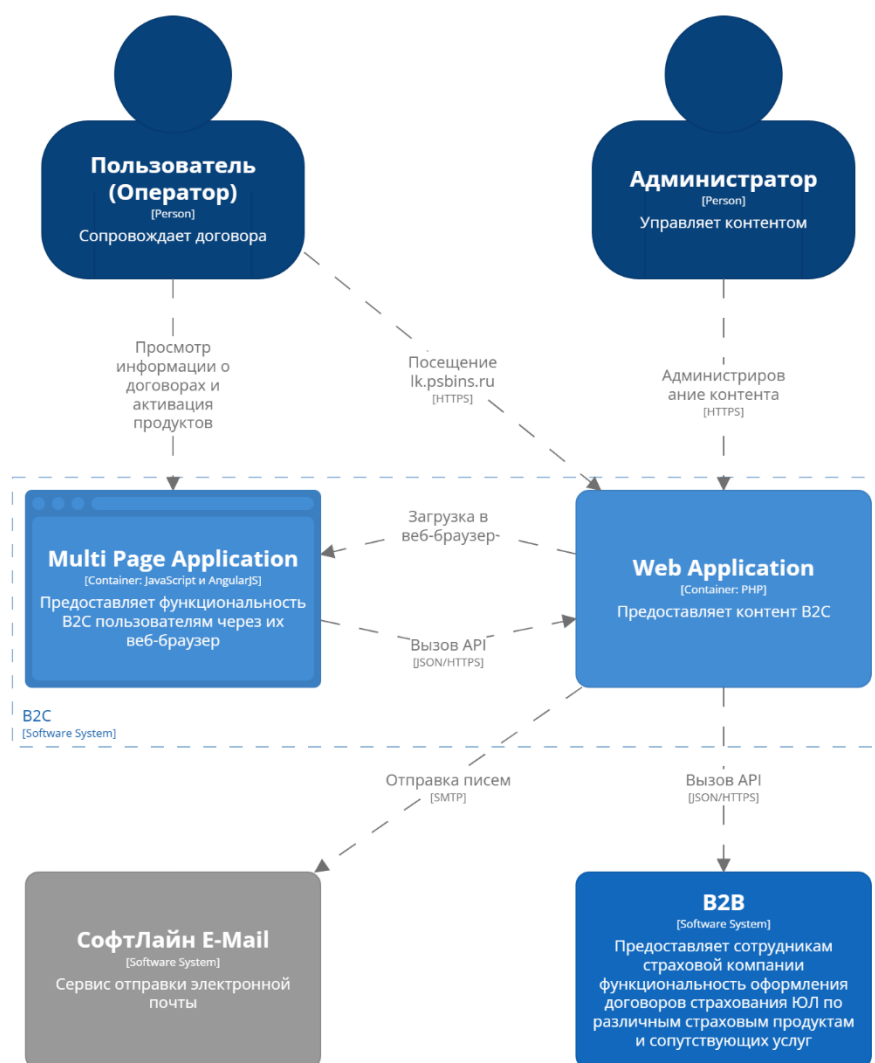 Пользователь
(Оператор)
[Person]
Сопровождает договора
Администратор
[Person]
Управляет контентом
Просмотр
информации о
договорах и
активация
продуктов
Посещение
lk.psbins.ru
[HTTPS]
Администриров
ание контента
[HTTPS]
Multi Page Application
[Container: JavaScript и AngularJS]
Предоставляет функциональность
B2C пользователям через их
веб-браузер
Загрузка в
веб-браузер
Вызов API
[JSON/HTTPS]
Web Application
[Container: PHP]
Предоставляет контент B2C
B2C
[Software System]
Отправка писем
[SMTP]
Вызов API
[JSON/HTTPS]
СофтЛайн E-Mail
[Software System]
Сервис отправки электронной
почты
B2B
[Software System]
Предоставляет сотрудникам
страховой компании
функциональность оформления
договоров страхования ЮЛ по
различным страховым продуктам
и сопутствующих услуг